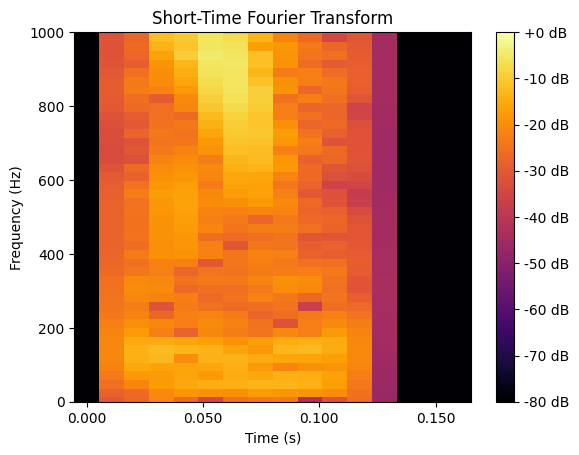 Short-Time Fourier Transform
1000
800
600
400
200
0
Frequency (Hz)
0.000
0.050
0.100
0.150
Time (s)
+0 dB
-10 dB
-20 dB
-30 dB
-40 dB
-50 dB
-60 dB
-70 dB
-80 dB